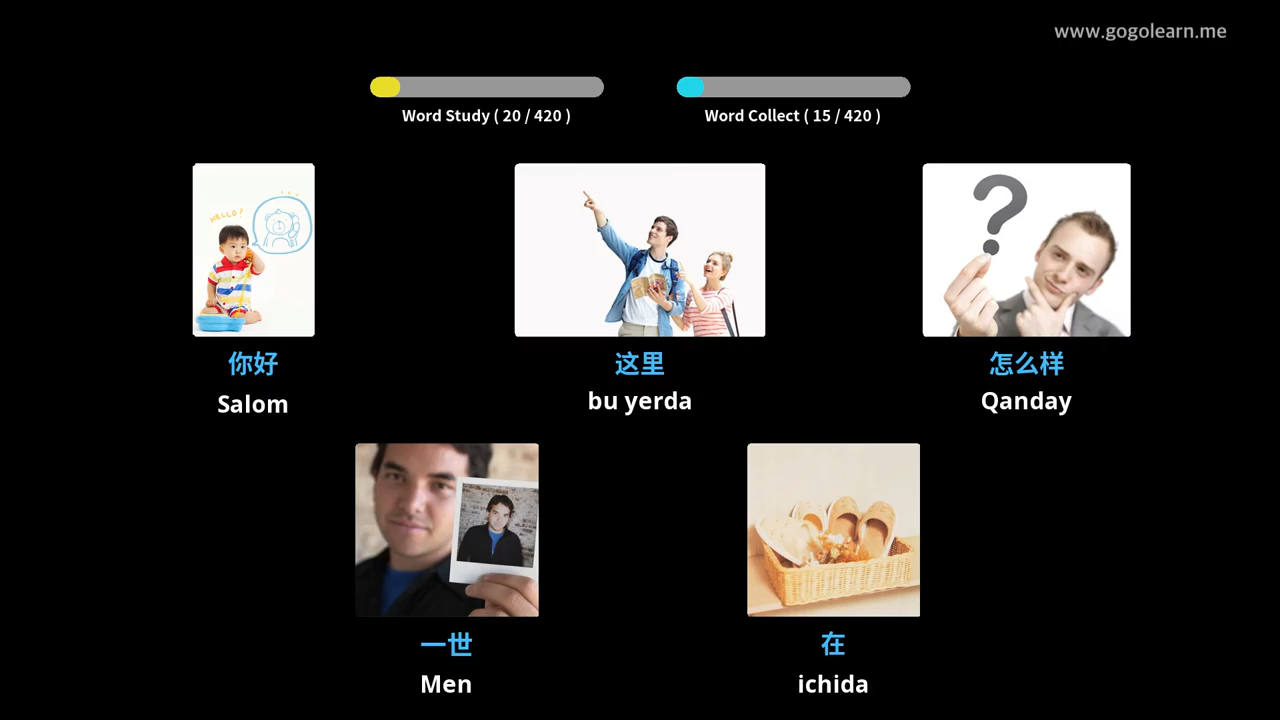 www.gogolearn.me
Word Study ( 20 / 420 )
Word Collect ( 15 / 420 )
HELLO?
你好
Salom
这里
bu yerda
?
怎么样
Qanday
一世
Men
在
ichida